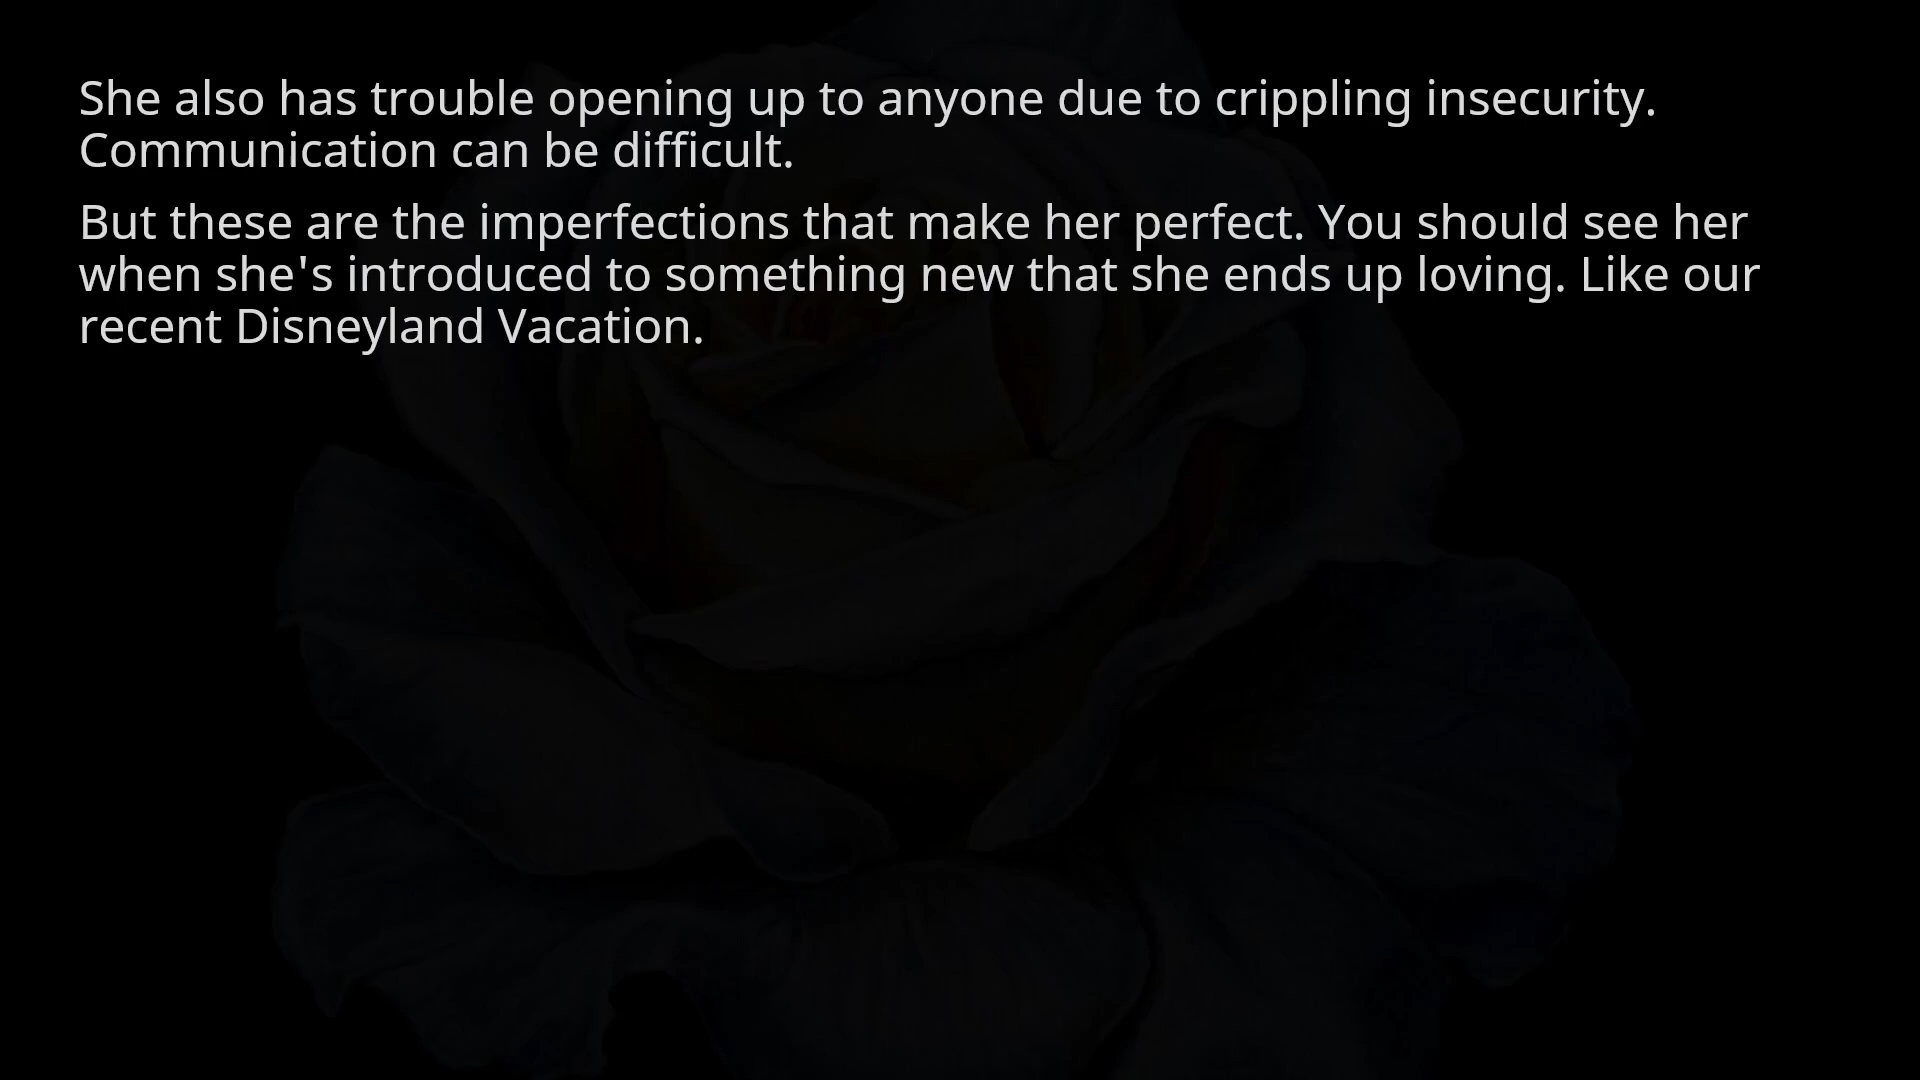 She also has trouble opening up to anyone due to crippling insecurity.
Communication can be difficult.
But these are the imperfections that make her perfect. You should see her
when she's introduced to something new that she ends up loving. Like our
recent Disneyland Vacation.